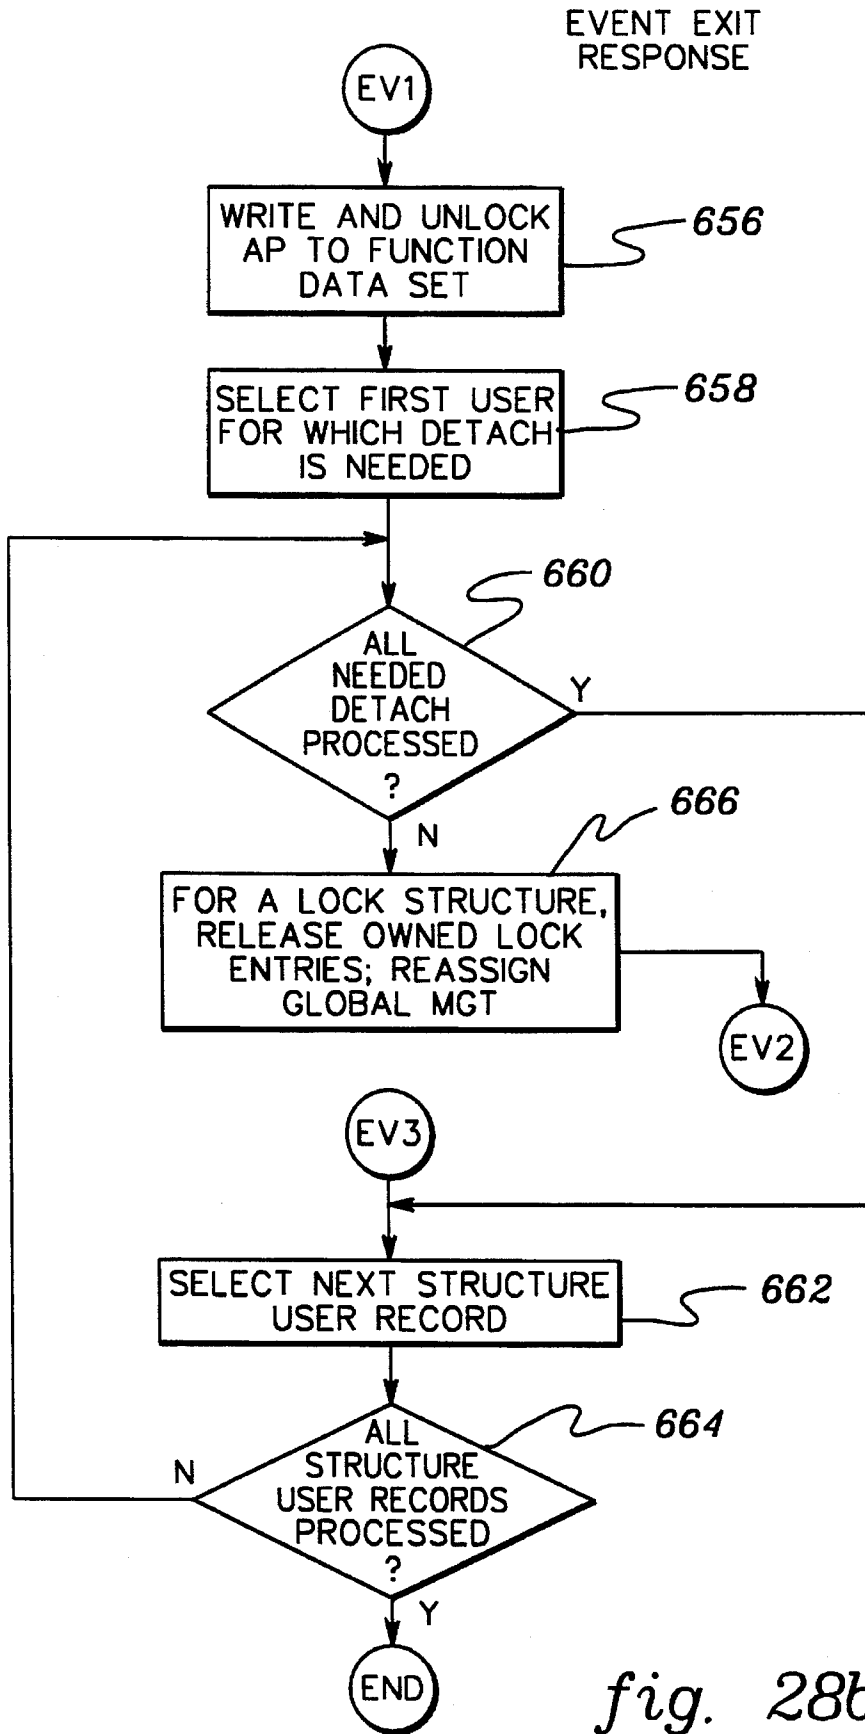 EVENT EXIT
RESPONSE
EV1
WRITE AND UNLOCK
AP TO FUNCTION
DATA SET
656
SELECT FIRST USER
FOR WHICH DETACH
IS NEEDED
658
660
ALL
NEEDED
DETACH
PROCESSED
?
Y
N
666
FOR A LOCK STRUCTURE,
RELEASE OWNED LOCK
ENTRIES; REASSIGN
GLOBAL MGT
EV2
EV3
SELECT NEXT STRUCTURE
USER RECORD
662
664
ALL
STRUCTURE
USER RECORDS
PROCESSED
?
N
Y
END
fig. 28b